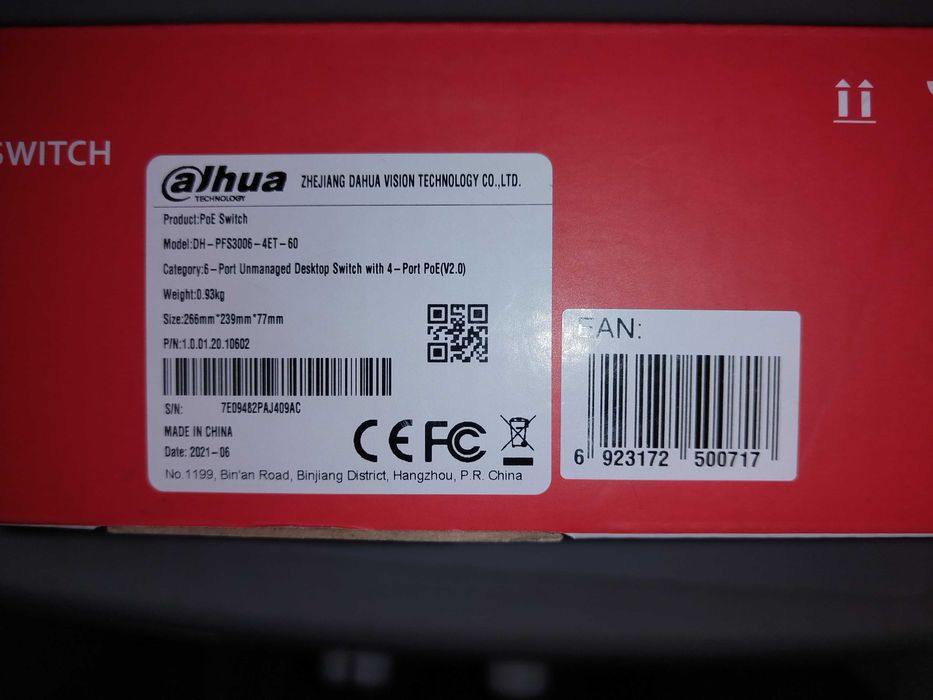 SWITCH
alhua
TECHNOLOGY
ZHEJIANG DAHUA VISION TECHNOLOGY CO.,LTD.
Product:PoE Switch
Model:DH-PFS3006-4ET-60
Category:6-Port Unmanaged Desktop Switch with 4-Port PoE(V2.0)
Weight:0.93kg
Size:266mm*239mm*77mm
P/N:1.0.01.20.10602
S/N: 7E09482PAJ409AC
MADE IN CHINA
Date: 2021-06
CE FC
No.1199, Bin'an Road, Binjiang District, Hangzhou, P.R. China
EAN:
6 923172 500717